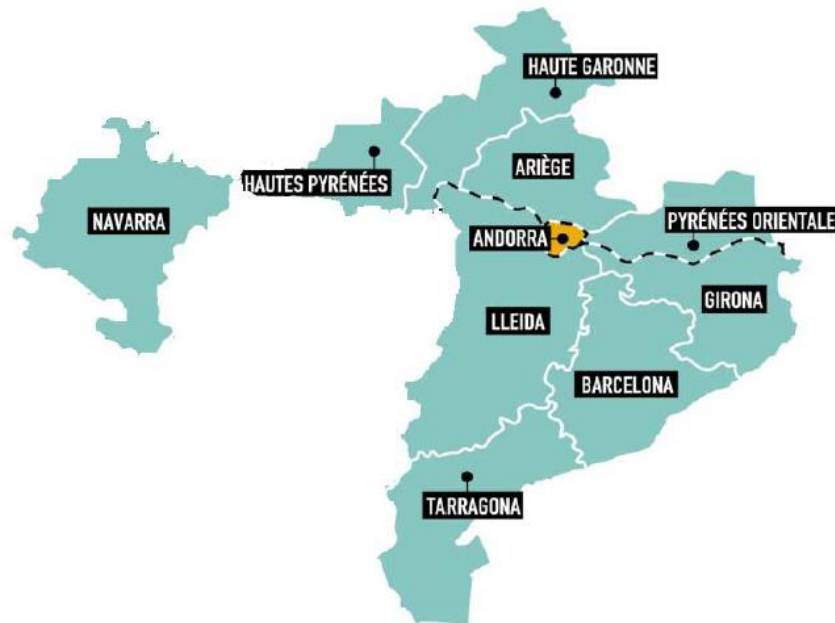 HAUTE GARONNE
ARIÈGE
HAUTES PYRÉNÉES
NAVARRA
PYRÉNÉES ORIENTALE
ANDORRA
GIRONA
LLEIDA
BARCELONA
TARRAGONA